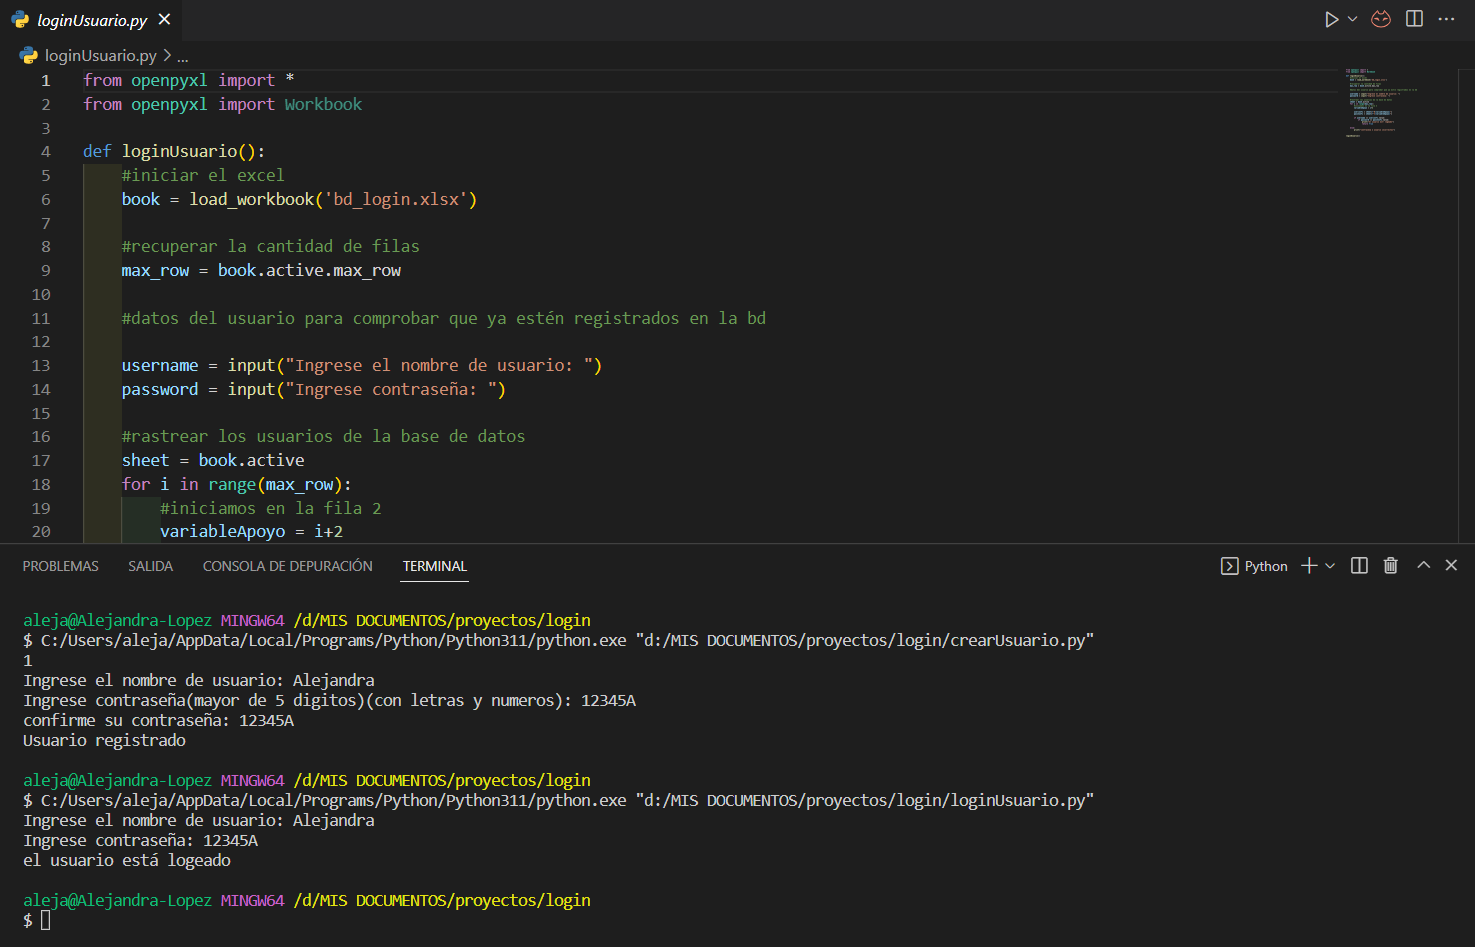 loginUsuario.py
loginUsuario.py > ...
1 from openpyxl import *
2 from openpyxl import Workbook
3
4 def loginUsuario():
5 #iniciar el excel
6 book = load_workbook('bd_login.xlsx')
7
8 #recuperar la cantidad de filas
9 max_row = book.active.max_row
10
11 #datos del usuario para comprobar que ya estén registrados en la bd
12
13 username = input("Ingrese el nombre de usuario: ")
14 password = input("Ingrese contraseña: ")
15
16 #rastrear los usuarios de la base de datos
17 sheet = book.active
18 for i in range(max_row):
19 #iniciamos en la fila 2
20 variableApoyo = i+2
PROBLEMAS SALIDA CONSOLA DE DEPURACIÓN TERMINAL Python
aleja@Alejandra-Lopez MINGW64 /d/MIS DOCUMENTOS/proyectos/login
$ C:/Users/aleja/AppData/Local/Programs/Python/Python311/python.exe "d:/MIS DOCUMENTOS/proyectos/login/crearUsuario.py"
1
Ingrese el nombre de usuario: Alejandra
Ingrese contraseña(mayor de 5 digitos)(con letras y numeros): 12345A
confirme su contraseña: 12345A
Usuario registrado
aleja@Alejandra-Lopez MINGW64 /d/MIS DOCUMENTOS/proyectos/login
$ C:/Users/aleja/AppData/Local/Programs/Python/Python311/python.exe "d:/MIS DOCUMENTOS/proyectos/login/loginUsuario.py"
Ingrese el nombre de usuario: Alejandra
Ingrese contraseña: 12345A
el usuario está logeado
aleja@Alejandra-Lopez MINGW64 /d/MIS DOCUMENTOS/proyectos/login
$